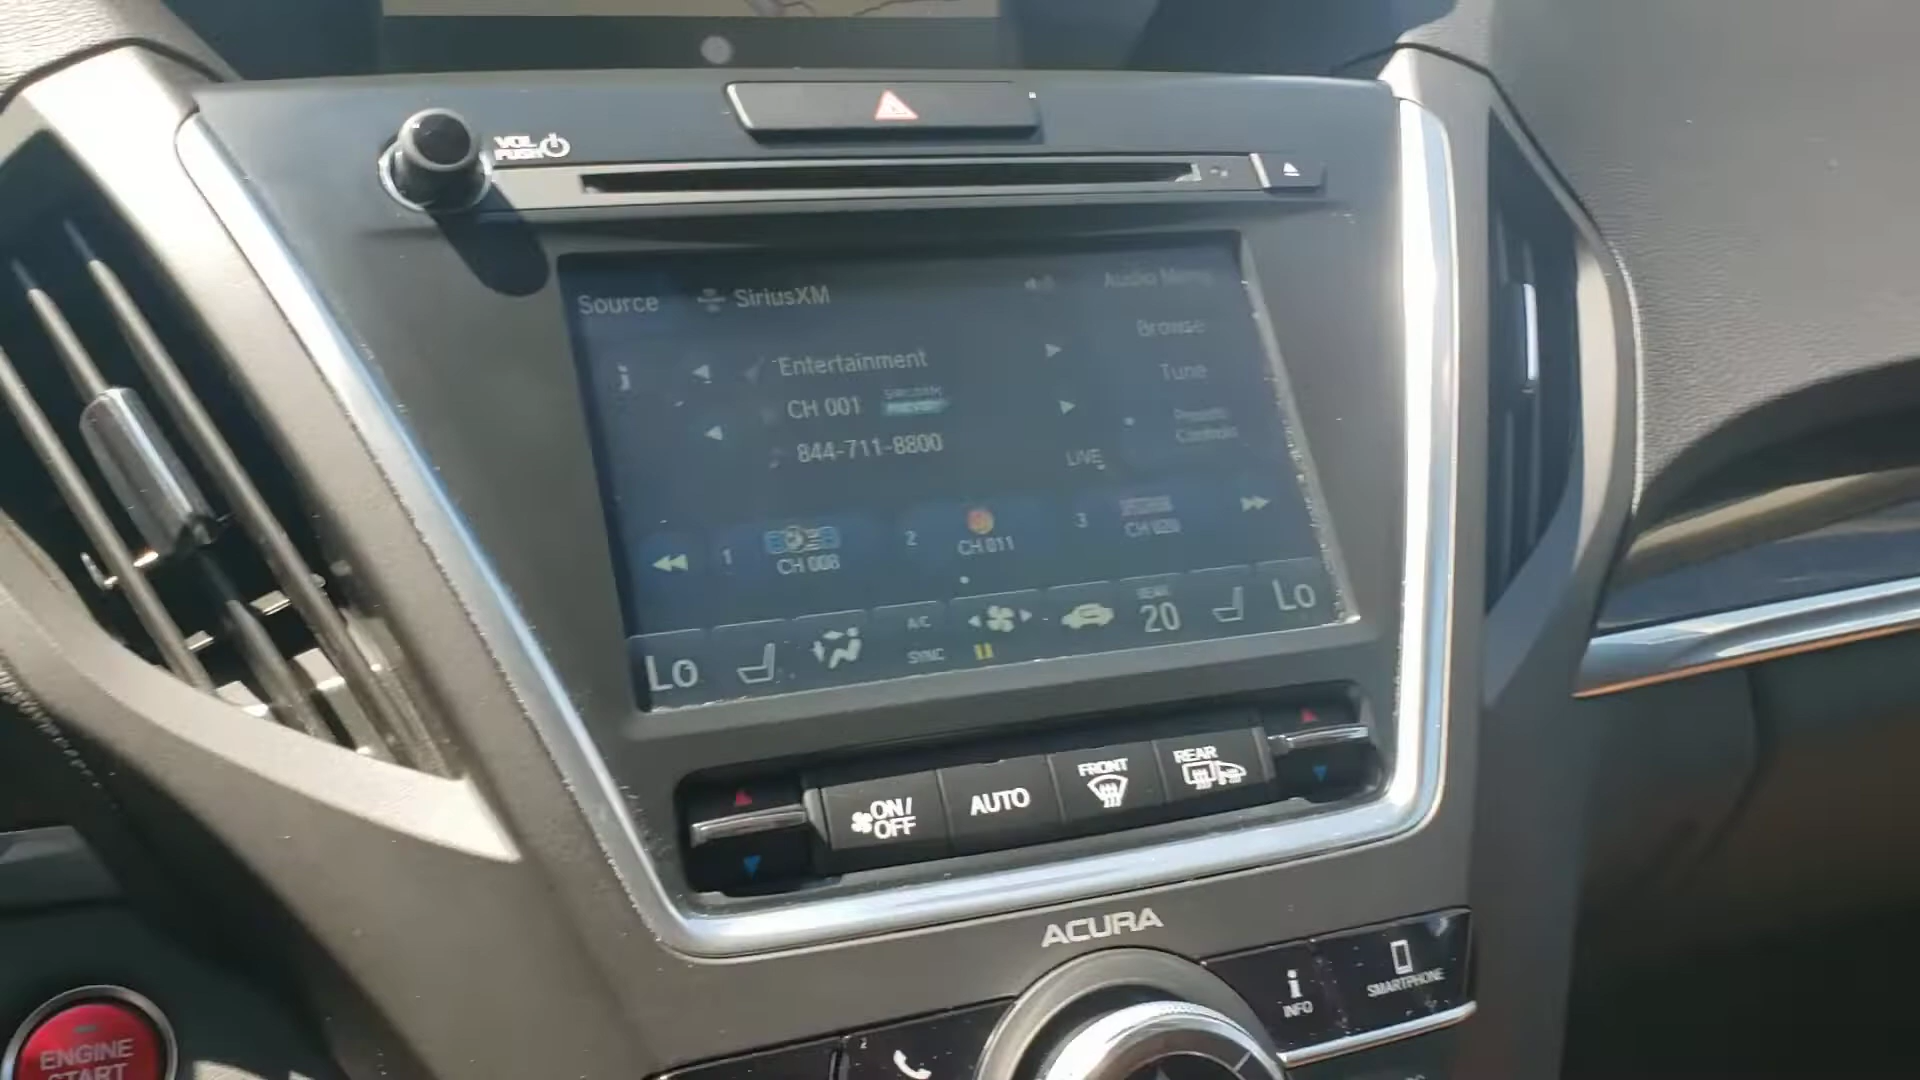 VOL
PUSH
Source
SiriusXM
Audio Menu
Browse
Entertainment
Tune
CH 001
844-711-8800
LIVE
1
CH 008
2
CH 011
3
CH 020
Lo
A/C
SYNC
REAR
20
Lo
ON/
OFF
AUTO
FRONT
REAR
ACURA
INFO
SMARTPHONE
ENGINE
START